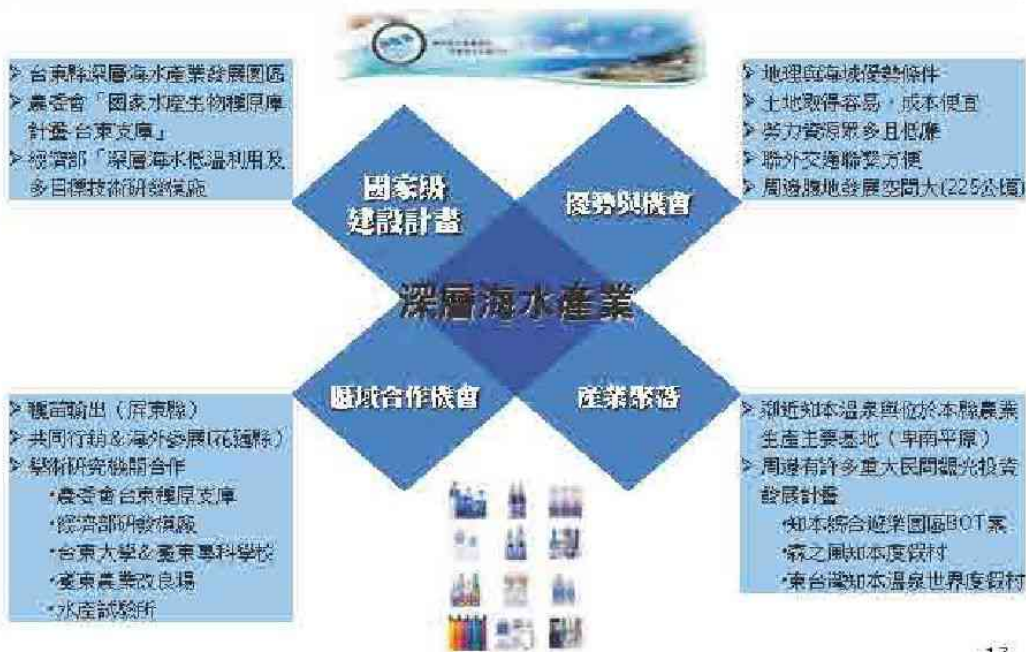 ➢ 台東縣深層海水產業發展園區
➢ 農委會「國家水產生物種原庫
計畫-台東支庫」
➢ 經濟部「深層海水低溫利用及
多目標技術研發模廠
➢ 地理與海域優勢條件
➢ 土地取得容易，成本便宜
➢ 勞力資源眾多且低廉
➢ 聯外交通聯繫方便
➢ 周邊腹地發展空間大(225公頃)
國家級
建設計畫
優勢與機會
深層海水產業
區域合作機會
產業聚落
➢ 種苗輸出（屏東縣）
➢ 共同行銷&海外參展(花蓮縣）
➢ 學術研究機關合作
•農委會台東種原支庫
•經濟部研發模廠
•台東大學&臺東專科學校
•臺東農業改良場
•水產試驗所
➢ 鄰近知本溫泉與位於本縣農業
生產主要基地（卑南平原）
➢ 周邊有許多重大民間觀光投資
發展計畫
•知本綜合遊樂園區BOT案
•森之風知本度假村
•東台灣知本溫泉世界度假村